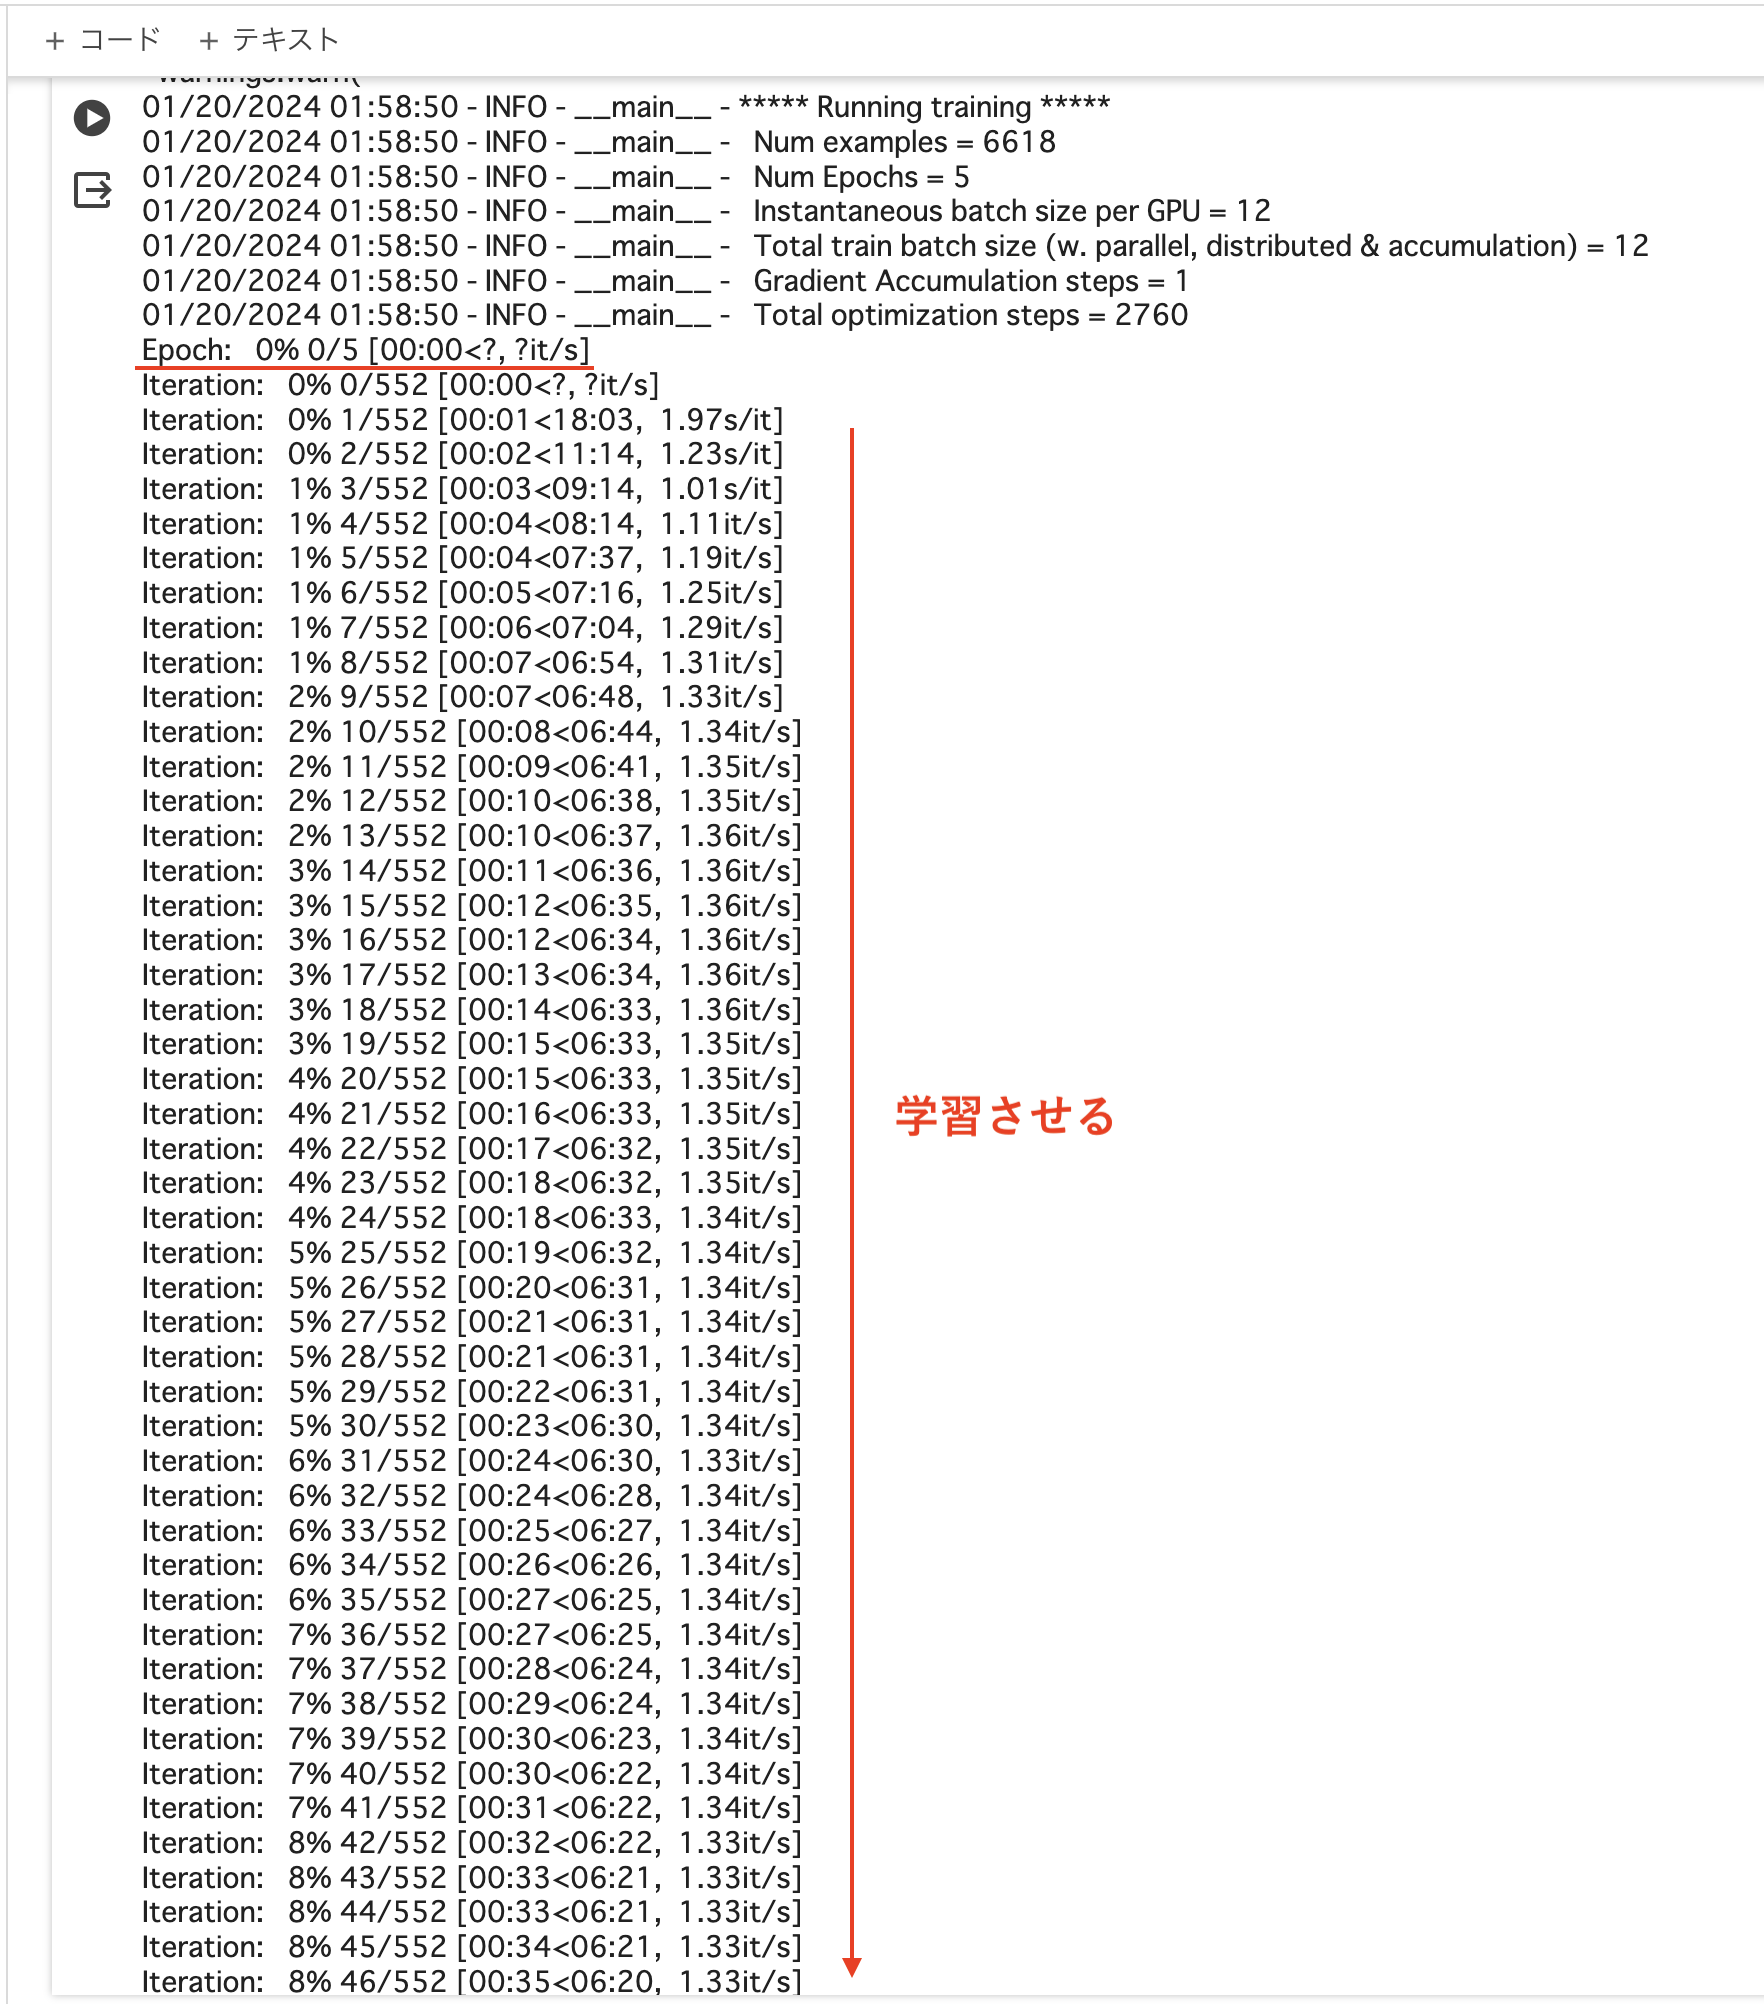 + コード + テキスト
warnings.warn(
01/20/2024 01:58:50 - INFO - __main__ - ***** Running training *****
01/20/2024 01:58:50 - INFO - __main__ -   Num examples = 6618
01/20/2024 01:58:50 - INFO - __main__ -   Num Epochs = 5
01/20/2024 01:58:50 - INFO - __main__ -   Instantaneous batch size per GPU = 12
01/20/2024 01:58:50 - INFO - __main__ -   Total train batch size (w. parallel, distributed & accumulation) = 12
01/20/2024 01:58:50 - INFO - __main__ -   Gradient Accumulation steps = 1
01/20/2024 01:58:50 - INFO - __main__ -   Total optimization steps = 2760
Epoch:   0% 0/5 [00:00<?, ?it/s]
Iteration:   0% 0/552 [00:00<?, ?it/s]
Iteration:   0% 1/552 [00:01<18:03,  1.97s/it]
Iteration:   0% 2/552 [00:02<11:14,  1.23s/it]
Iteration:   1% 3/552 [00:03<09:14,  1.01s/it]
Iteration:   1% 4/552 [00:04<08:14,  1.11it/s]
Iteration:   1% 5/552 [00:04<07:37,  1.19it/s]
Iteration:   1% 6/552 [00:05<07:16,  1.25it/s]
Iteration:   1% 7/552 [00:06<07:04,  1.29it/s]
Iteration:   1% 8/552 [00:07<06:54,  1.31it/s]
Iteration:   2% 9/552 [00:07<06:48,  1.33it/s]
Iteration:   2% 10/552 [00:08<06:44,  1.34it/s]
Iteration:   2% 11/552 [00:09<06:41,  1.35it/s]
Iteration:   2% 12/552 [00:10<06:38,  1.35it/s]
Iteration:   2% 13/552 [00:10<06:37,  1.36it/s]
Iteration:   3% 14/552 [00:11<06:36,  1.36it/s]
Iteration:   3% 15/552 [00:12<06:35,  1.36it/s]
Iteration:   3% 16/552 [00:12<06:34,  1.36it/s]
Iteration:   3% 17/552 [00:13<06:34,  1.36it/s]
Iteration:   3% 18/552 [00:14<06:33,  1.36it/s]
Iteration:   3% 19/552 [00:15<06:33,  1.35it/s]
Iteration:   4% 20/552 [00:15<06:33,  1.35it/s]
Iteration:   4% 21/552 [00:16<06:33,  1.35it/s]
学習させる
Iteration:   4% 22/552 [00:17<06:32,  1.35it/s]
Iteration:   4% 23/552 [00:18<06:32,  1.35it/s]
Iteration:   4% 24/552 [00:18<06:33,  1.34it/s]
Iteration:   5% 25/552 [00:19<06:32,  1.34it/s]
Iteration:   5% 26/552 [00:20<06:31,  1.34it/s]
Iteration:   5% 27/552 [00:21<06:31,  1.34it/s]
Iteration:   5% 28/552 [00:21<06:31,  1.34it/s]
Iteration:   5% 29/552 [00:22<06:31,  1.34it/s]
Iteration:   5% 30/552 [00:23<06:30,  1.34it/s]
Iteration:   6% 31/552 [00:24<06:30,  1.33it/s]
Iteration:   6% 32/552 [00:24<06:28,  1.34it/s]
Iteration:   6% 33/552 [00:25<06:27,  1.34it/s]
Iteration:   6% 34/552 [00:26<06:26,  1.34it/s]
Iteration:   6% 35/552 [00:27<06:25,  1.34it/s]
Iteration:   7% 36/552 [00:27<06:25,  1.34it/s]
Iteration:   7% 37/552 [00:28<06:24,  1.34it/s]
Iteration:   7% 38/552 [00:29<06:24,  1.34it/s]
Iteration:   7% 39/552 [00:30<06:23,  1.34it/s]
Iteration:   7% 40/552 [00:30<06:22,  1.34it/s]
Iteration:   7% 41/552 [00:31<06:22,  1.34it/s]
Iteration:   8% 42/552 [00:32<06:22,  1.33it/s]
Iteration:   8% 43/552 [00:33<06:21,  1.33it/s]
Iteration:   8% 44/552 [00:33<06:21,  1.33it/s]
Iteration:   8% 45/552 [00:34<06:21,  1.33it/s]
Iteration:   8% 46/552 [00:35<06:20,  1.33it/s]